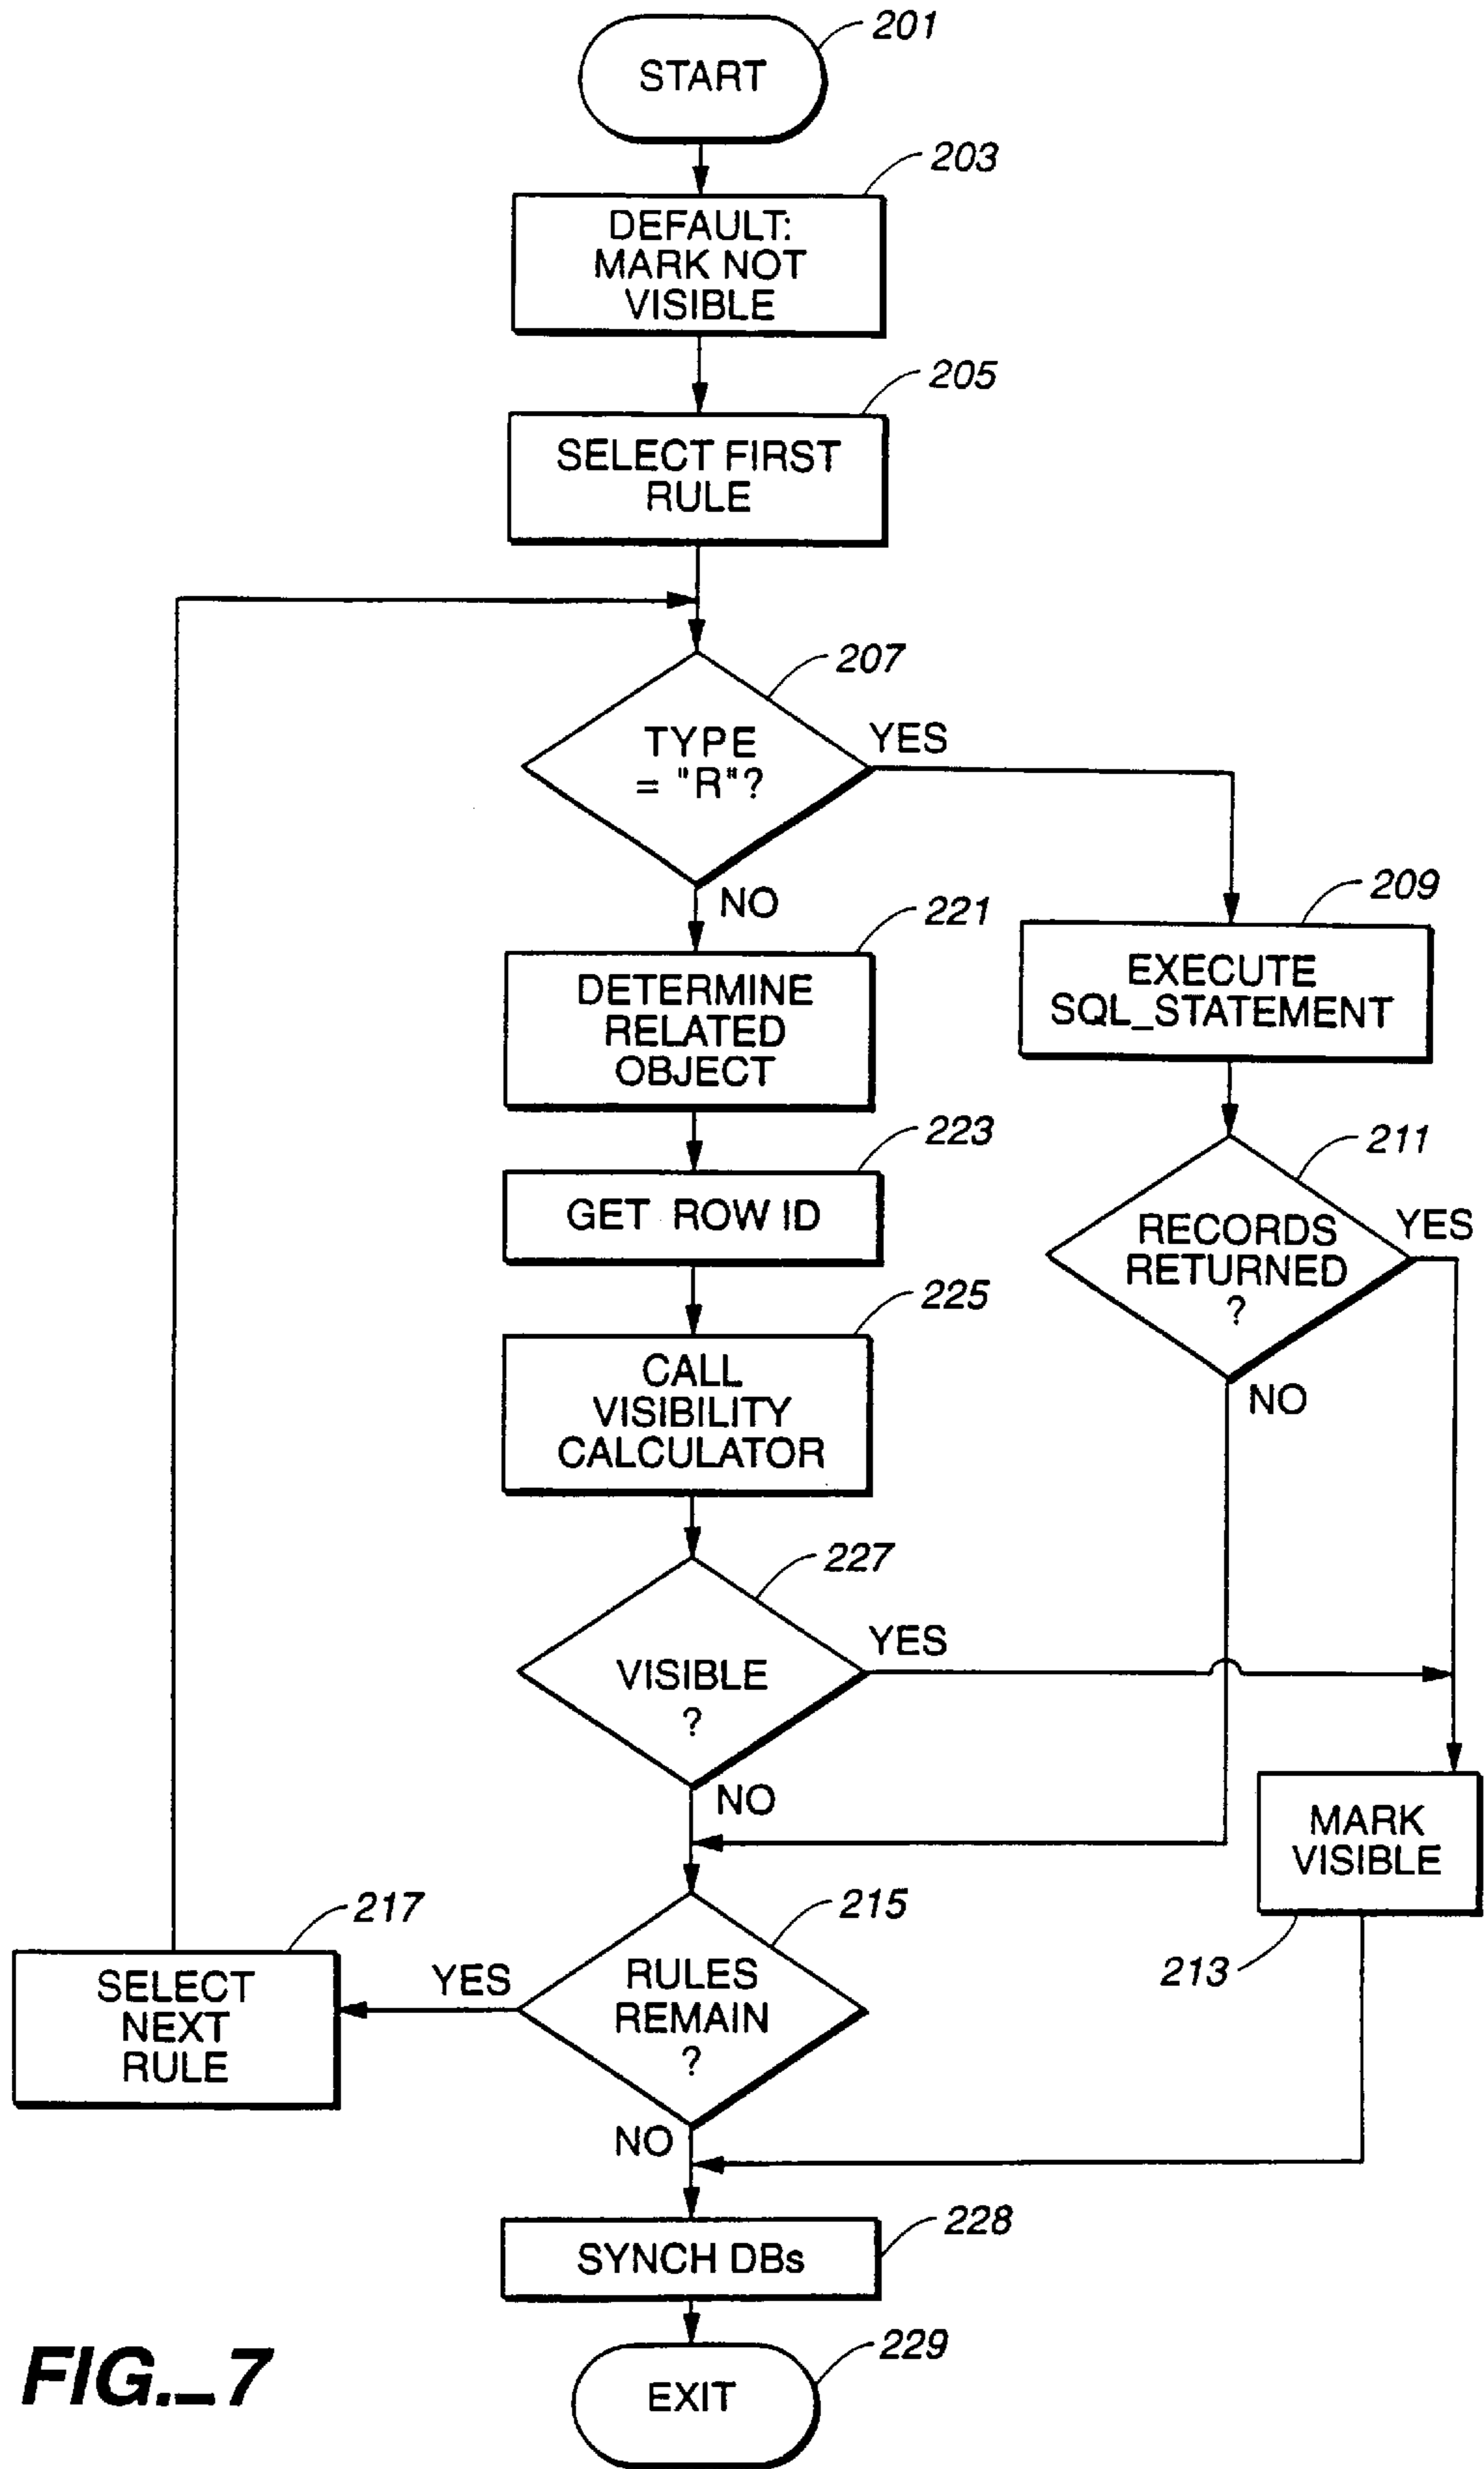 201
START
203
DEFAULT:
MARK NOT
VISIBLE
205
SELECT FIRST
RULE
207
TYPE
= "R"?
YES
NO
209
EXECUTE
SQL_STATEMENT
221
DETERMINE
RELATED
OBJECT
211
RECORDS
RETURNED
?
YES
NO
223
GET ROW ID
225
CALL
VISIBILITY
CALCULATOR
227
VISIBLE
?
YES
NO
MARK
VISIBLE
213
215
RULES
REMAIN
?
YES
NO
217
SELECT
NEXT
RULE
228
SYNCH DBs
229
EXIT
FIG._7